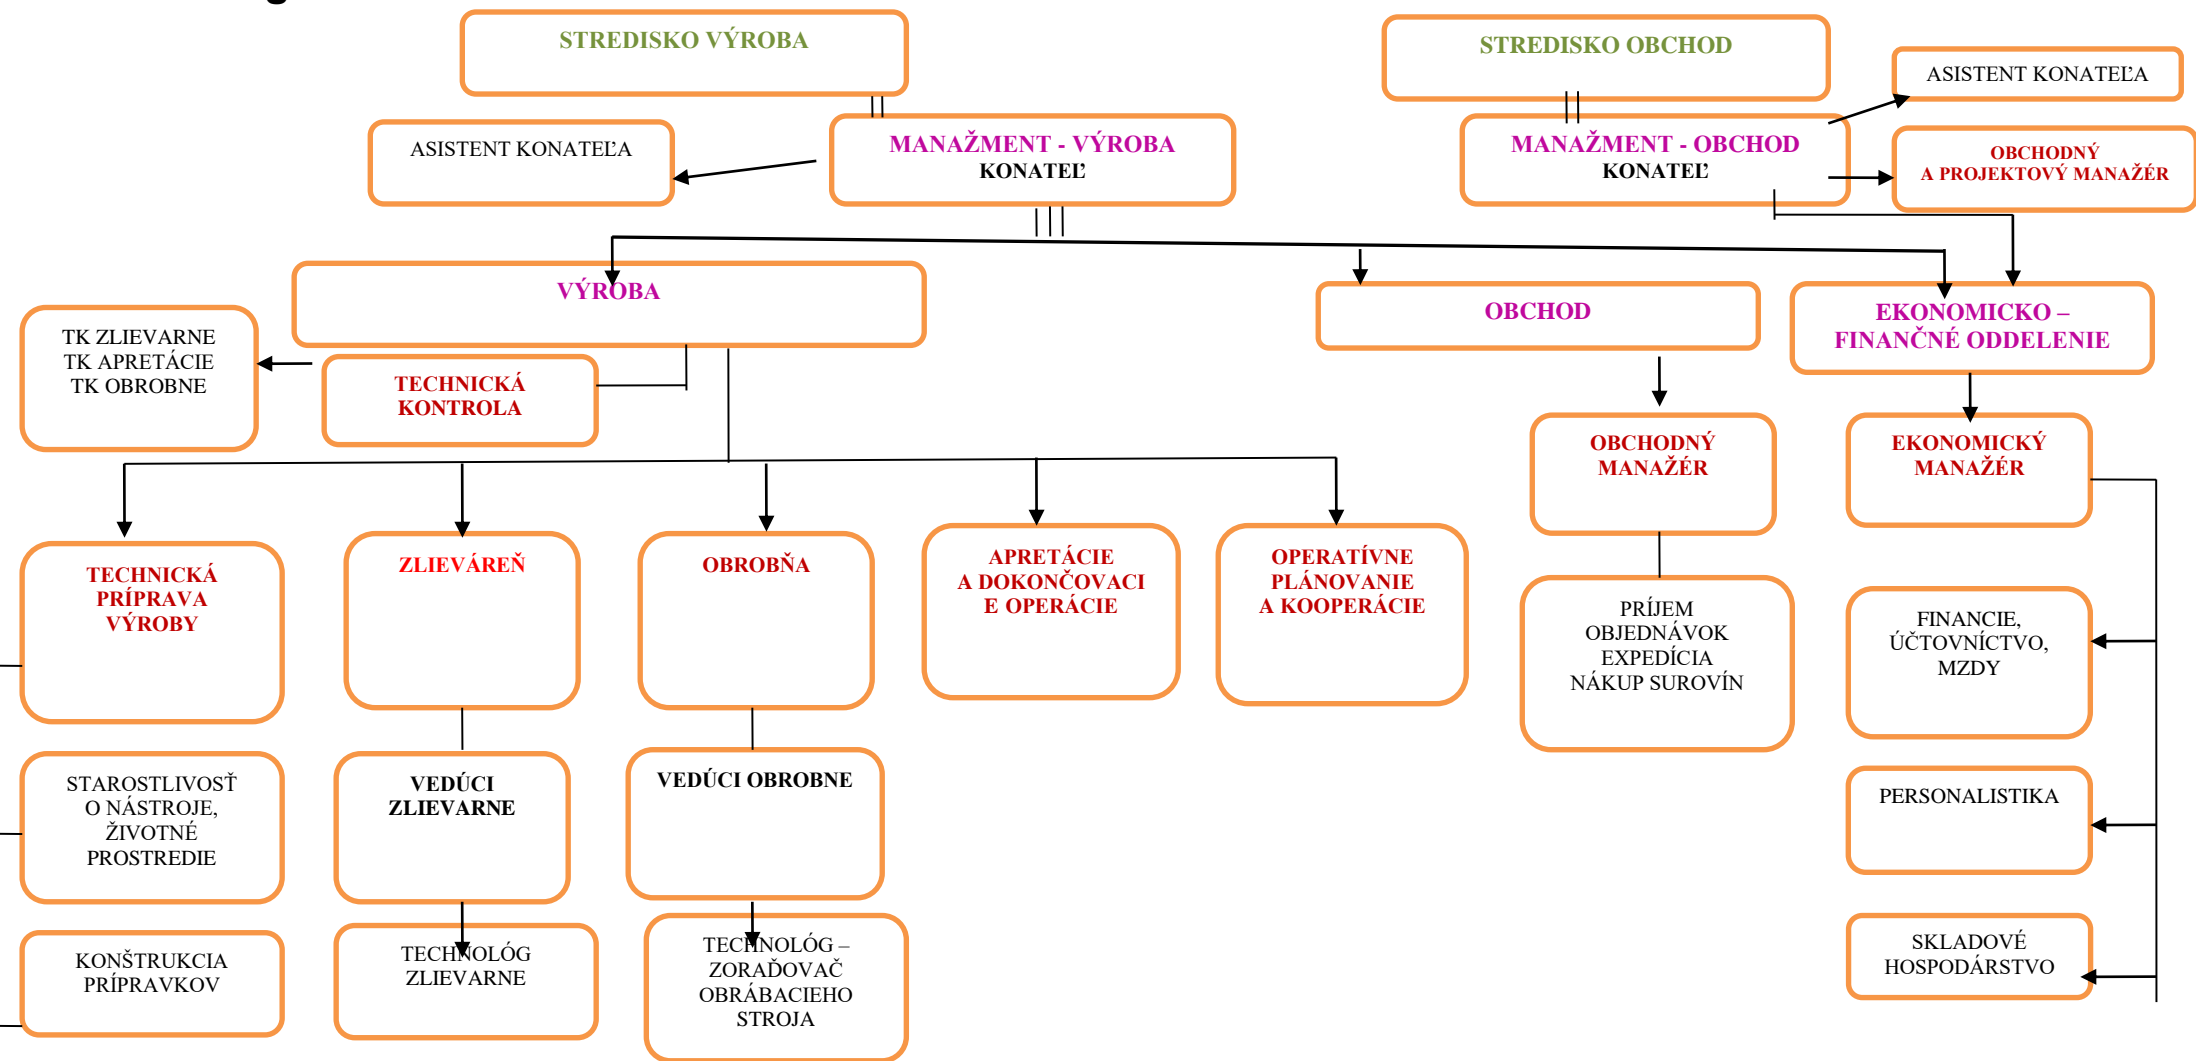 STREDISKO VÝROBA
STREDISKO OBCHOD
ASISTENT KONATEĽA
ASISTENT KONATEĽA
MANAŽMENT - VÝROBA
KONATEĽ
MANAŽMENT - OBCHOD
KONATEĽ
OBCHODNÝ
A PROJEKTOVÝ MANAŽÉR
VÝROBA
OBCHOD
EKONOMICKO –
FINANČNÉ ODDELENIE
TK ZLIEVARNE
TK APRETÁCIE
TK OBROBNE
TECHNICKÁ
KONTROLA
OBCHODNÝ
MANAŽÉR
EKONOMICKÝ
MANAŽÉR
TECHNICKÁ
PRÍPRAVA
VÝROBY
ZLIEVÁREŇ
OBROBŇA
APRETÁCIE
A DOKONČOVACI
E OPERÁCIE
OPERATÍVNE
PLÁNOVANIE
A KOOPERÁCIE
PRÍJEM
OBJEDNÁVOK
EXPEDÍCIA
NÁKUP SUROVÍN
FINANCIE,
ÚČTOVNÍCTVO,
MZDY
STAROSTLIVOSŤ
O NÁSTROJE,
ŽIVOTNÉ
PROSTREDIE
VEDÚCI
ZLIEVARNE
VEDÚCI OBROBNE
PERSONALISTIKA
KONŠTRUKCIA
PRÍPRAVKOV
TECHNOLÓG
ZLIEVARNE
TECHNOLÓG –
ZORAĎOVAČ
OBRÁBACIEHO
STROJA
SKLADOVÉ
HOSPODÁRSTVO